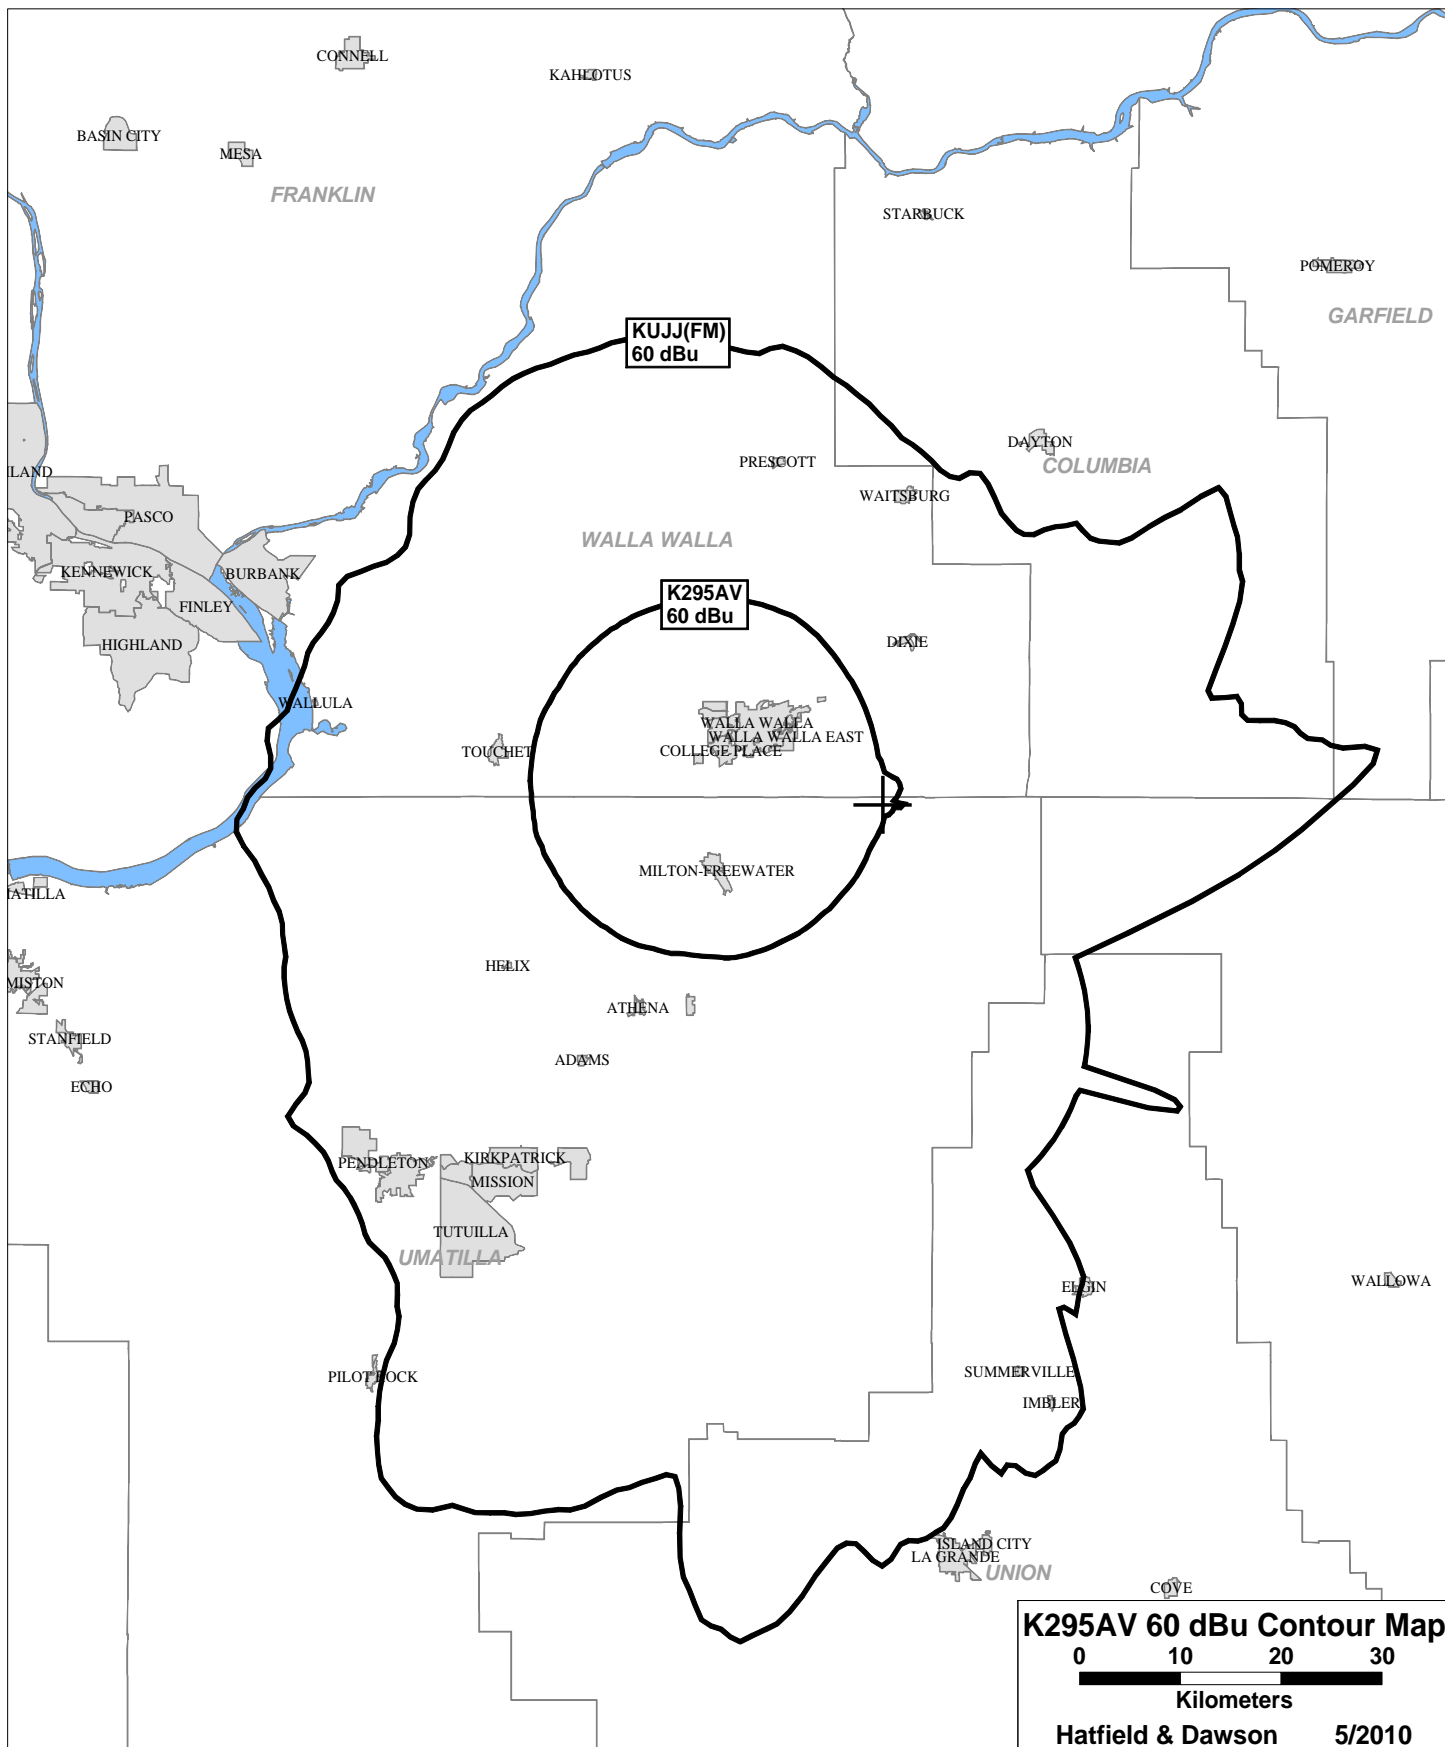 CONNELL
KAHLOTUS
BASIN CITY
MESA
FRANKLIN
STARBUCK
POMEROY
GARFIELD
KUJJ(FM)
60 dBu
DAYTON
COLUMBIA
PRESCOTT
WAITSBURG
LAND
PASCO
WALLA WALLA
KENNEWICK
BURBANK
FINLEY
HIGHLAND
K295AV
60 dBu
DIXIE
WALLULA
WALLA WALLA
WALLA WALLA EAST
COLLEGE PLACE
TOUCHET
MILTON-FREEWATER
MATILLA
HELIX
MISTON
ATHENA
STANFIELD
ADAMS
ECHO
PENDLETON
KIRKPATRICK
MISSION
TUTUILLA
UMATILLA
ELGIN
WALLOWA
PILOT ROCK
SUMMERVILLE
IMBLER
ISLAND CITY
LA GRANDE
UNION
COVE
K295AV 60 dBu Contour Map
0 10 20 30
Kilometers
Hatfield & Dawson 5/2010